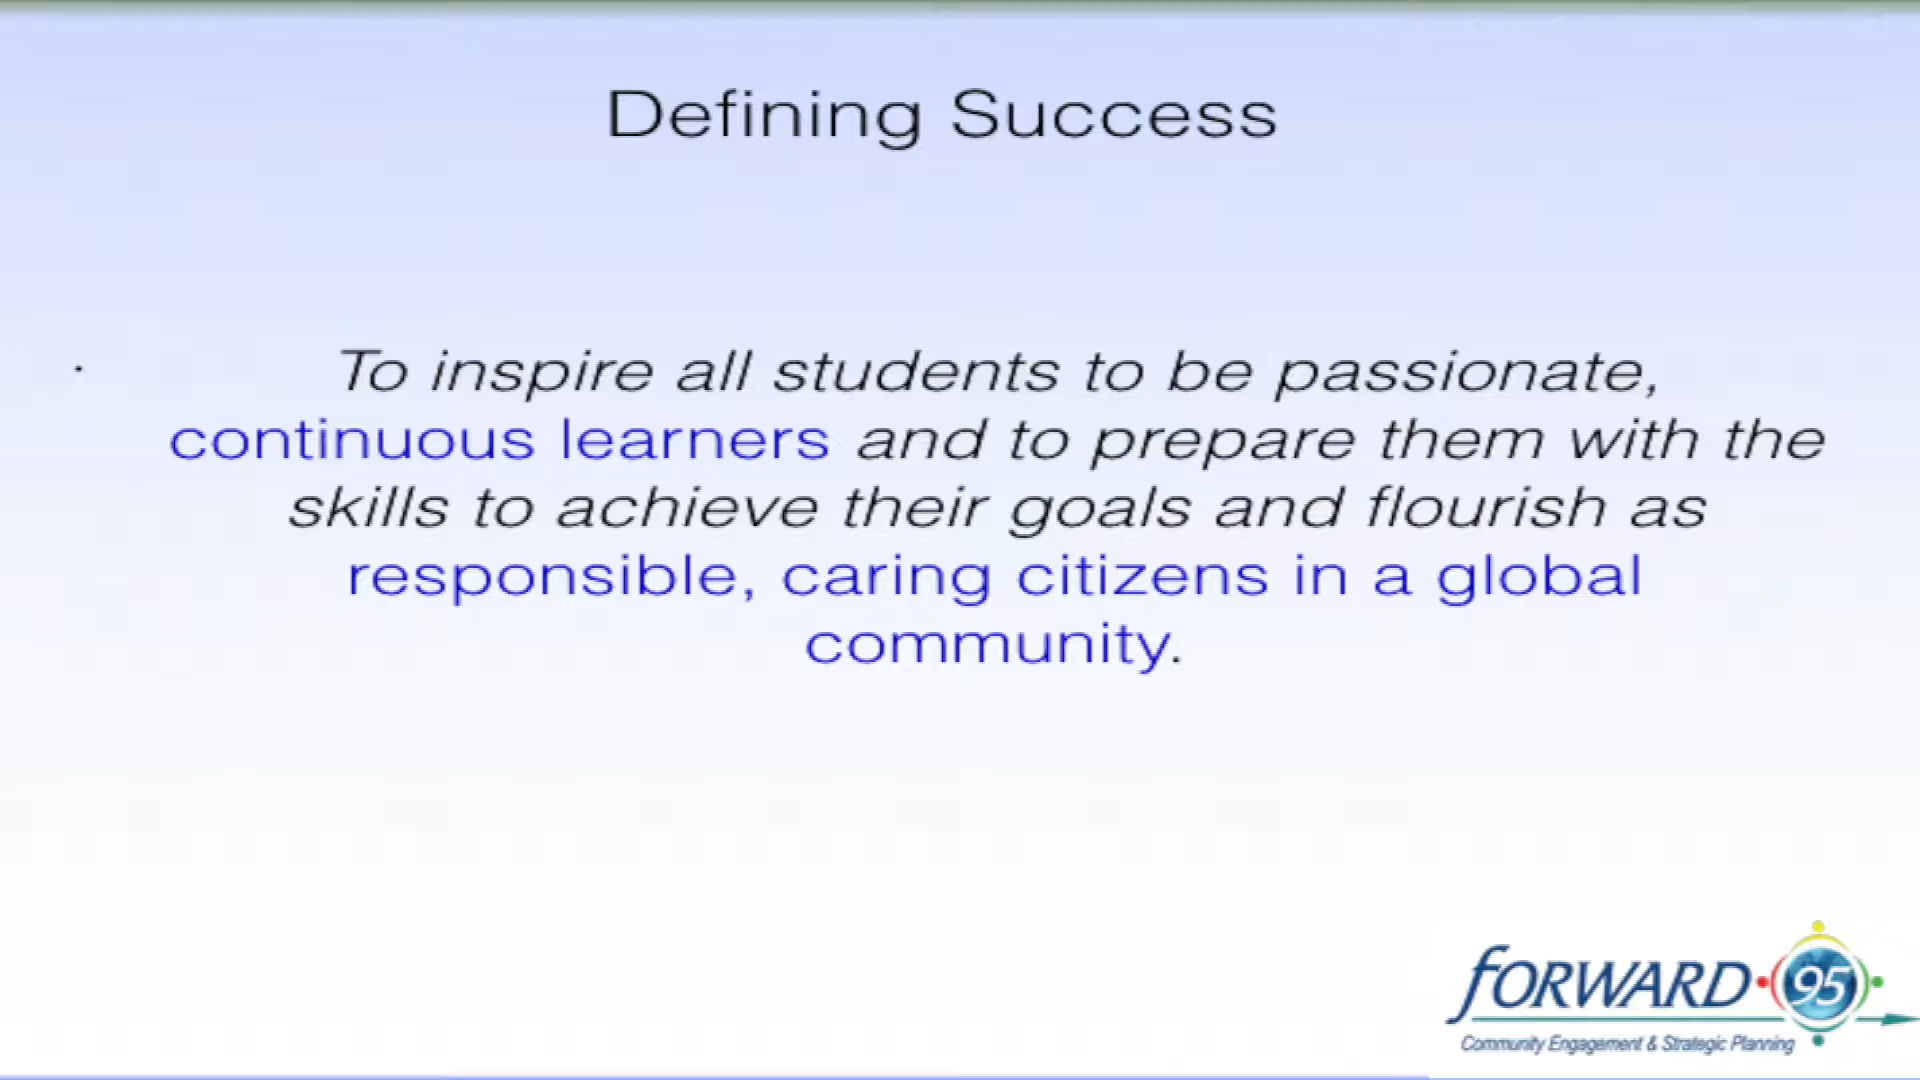 Defining Success
· To inspire all students to be passionate,
continuous learners and to prepare them with the
skills to achieve their goals and flourish as
responsible, caring citizens in a global
community.
FORWARD 95
Community Engagement & Strategic Planning